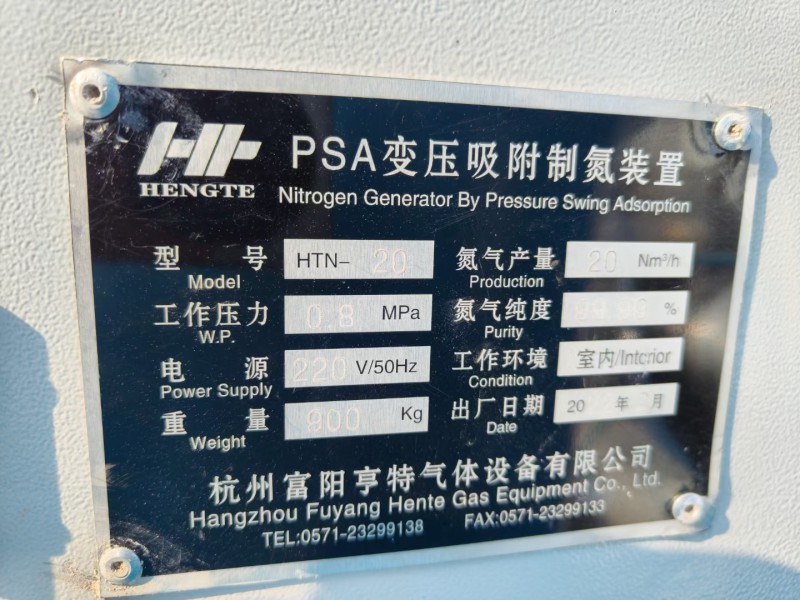 HENGTE
PSA变压吸附制氮装置
Nitrogen Generator By Pressure Swing Adsorption
型号 HTN- 20 氮气产量 20 Nm³/h
Model Production
工作压力 0.8 MPa 氮气纯度 %
W.P. Purity
电源 220 V/50Hz 工作环境 室内/Interior
Power Supply Condition
重量 900 Kg 出厂日期 20 年 月
Weight Date
杭州富阳亨特气体设备有限公司
Hangzhou Fuyang Hente Gas Equipment Co., Ltd.
TEL:0571-23299138 FAX:0571-23299133